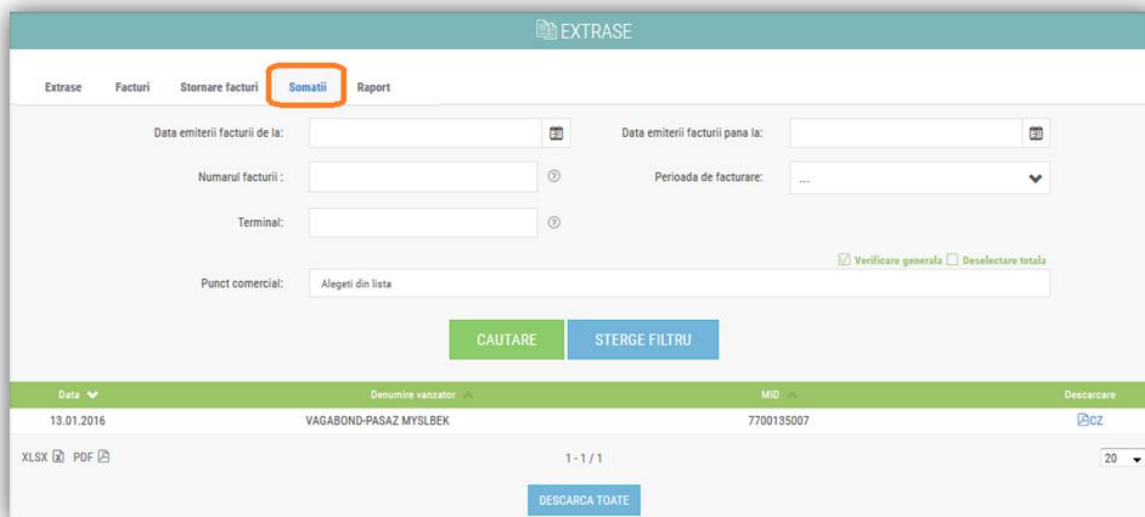 EXTRASE
Extrase Facturi Stornare facturi Somatii Raport
Data emiterii facturii de la: Data emiterii facturii pana la:
Numarul facturii : Perioada de facturare: ...
Terminal:
Verificare generala Deselectare totala
Punct comercial: Alegeti din lista
CAUTARE STERGE FILTRU
Data Denumire vanzator MID Descarcare
13.01.2016 VAGABOND-PASAZ MYSLBEK 7700135007 CZ
XLSX PDF 1 - 1 / 1 20
DESCARCA TOATE